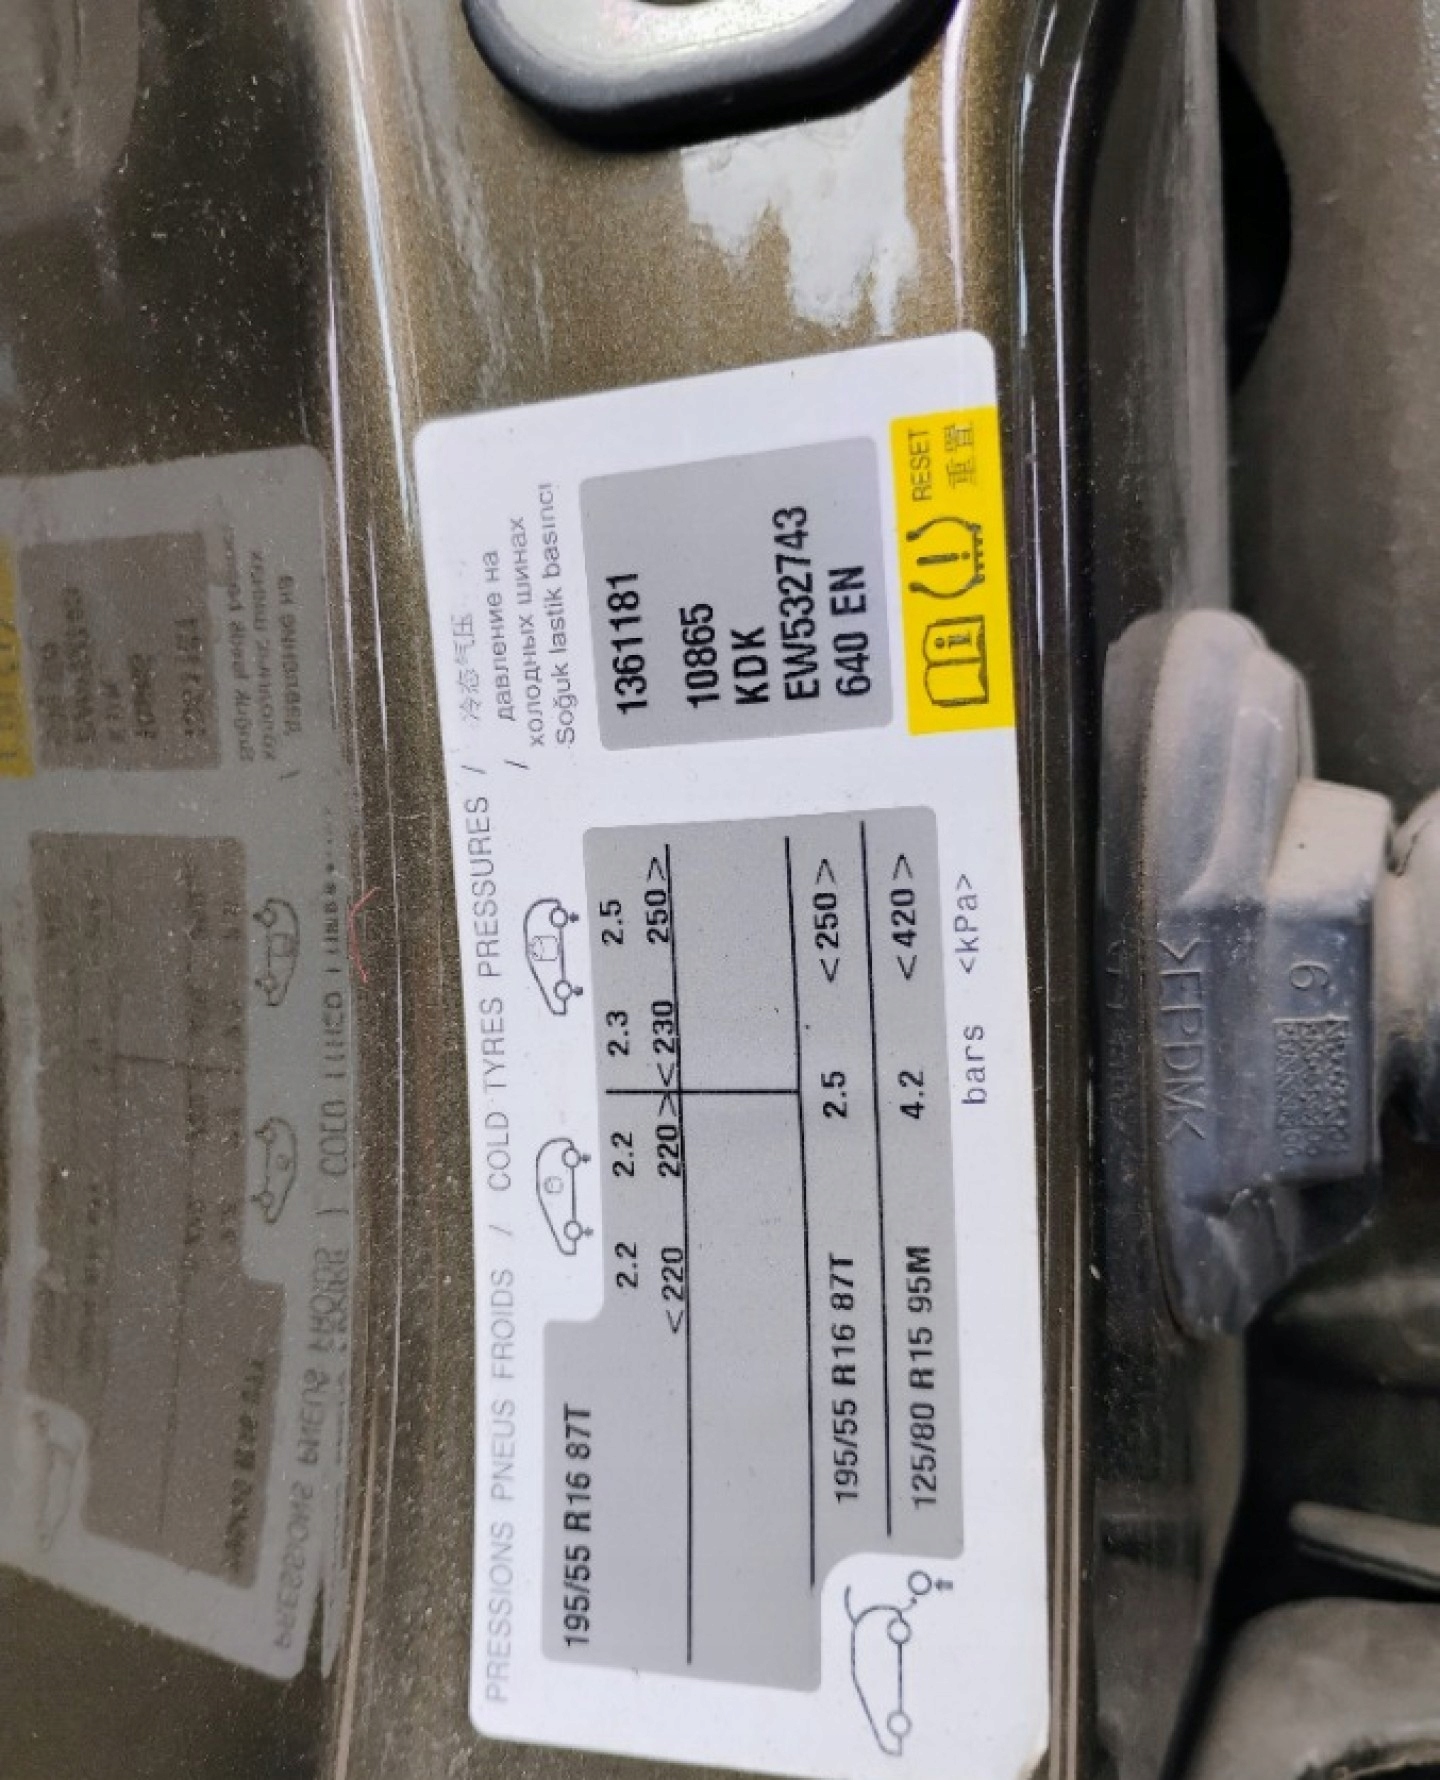 PRESSIONS PNEUS FROIDS / COLD TYRES PRESSURES / 冷态气压
/ давление на
холодных шинах
Soğuk lastik basıncı
195/55 R16 87T
2.2 2.2 2.3 2.5
<220 220> <230 250>
195/55 R16 87T 2.5 <250>
125/80 R15 95M 4.2 <420>
bars <kPa>
1361181
10865
KDK
EW532743
640 EN
RESET
重置
>EPDM<
6